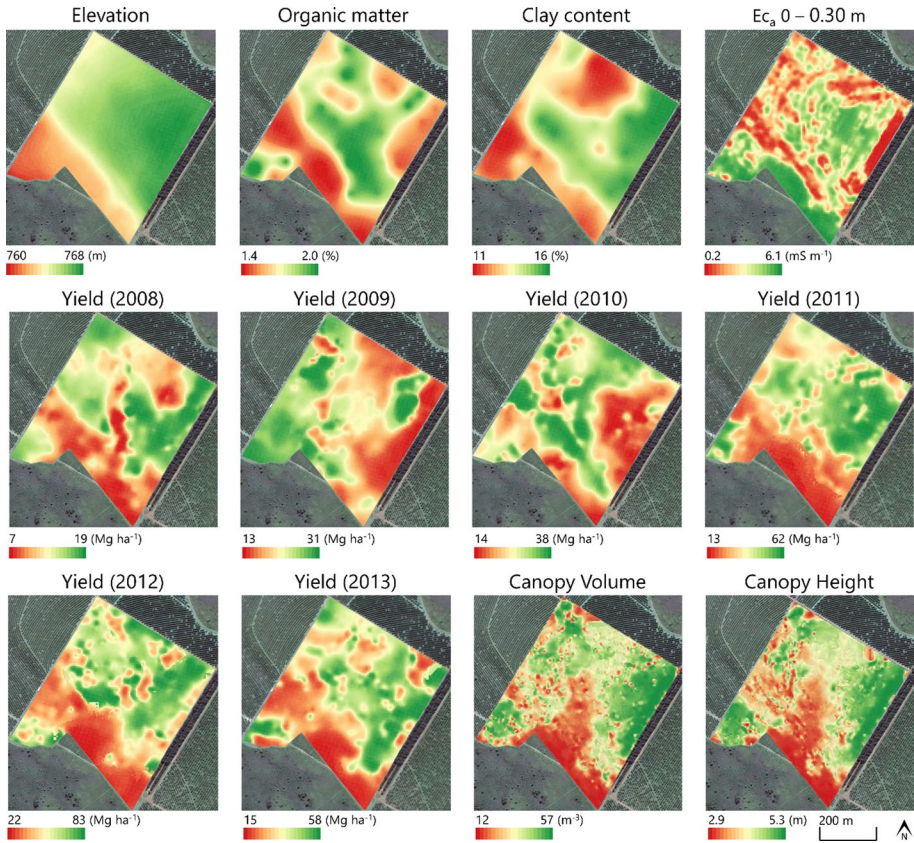 Elevation
Organic matter
Clay content
Ecₐ 0 – 0.30 m
760 768 (m)
1.4 2.0 (%)
11 16 (%)
0.2 6.1 (mS m⁻¹)
Yield (2008)
Yield (2009)
Yield (2010)
Yield (2011)
7 19 (Mg ha⁻¹)
13 31 (Mg ha⁻¹)
14 38 (Mg ha⁻¹)
13 62 (Mg ha⁻¹)
Yield (2012)
Yield (2013)
Canopy Volume
Canopy Height
22 83 (Mg ha⁻¹)
15 58 (Mg ha⁻¹)
12 57 (m⁻³)
2.9 5.3 (m)
200 m
N